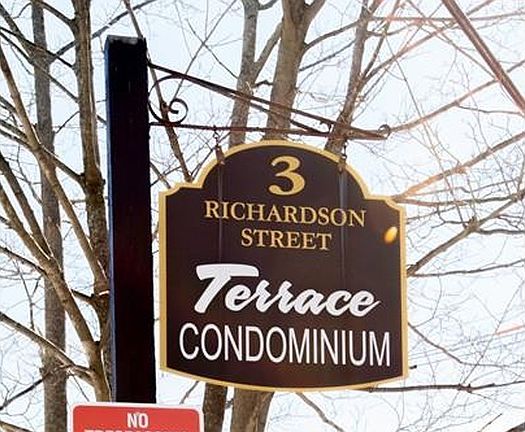 3
RICHARDSON
STREET
Terrace
CONDOMINIUM
NO